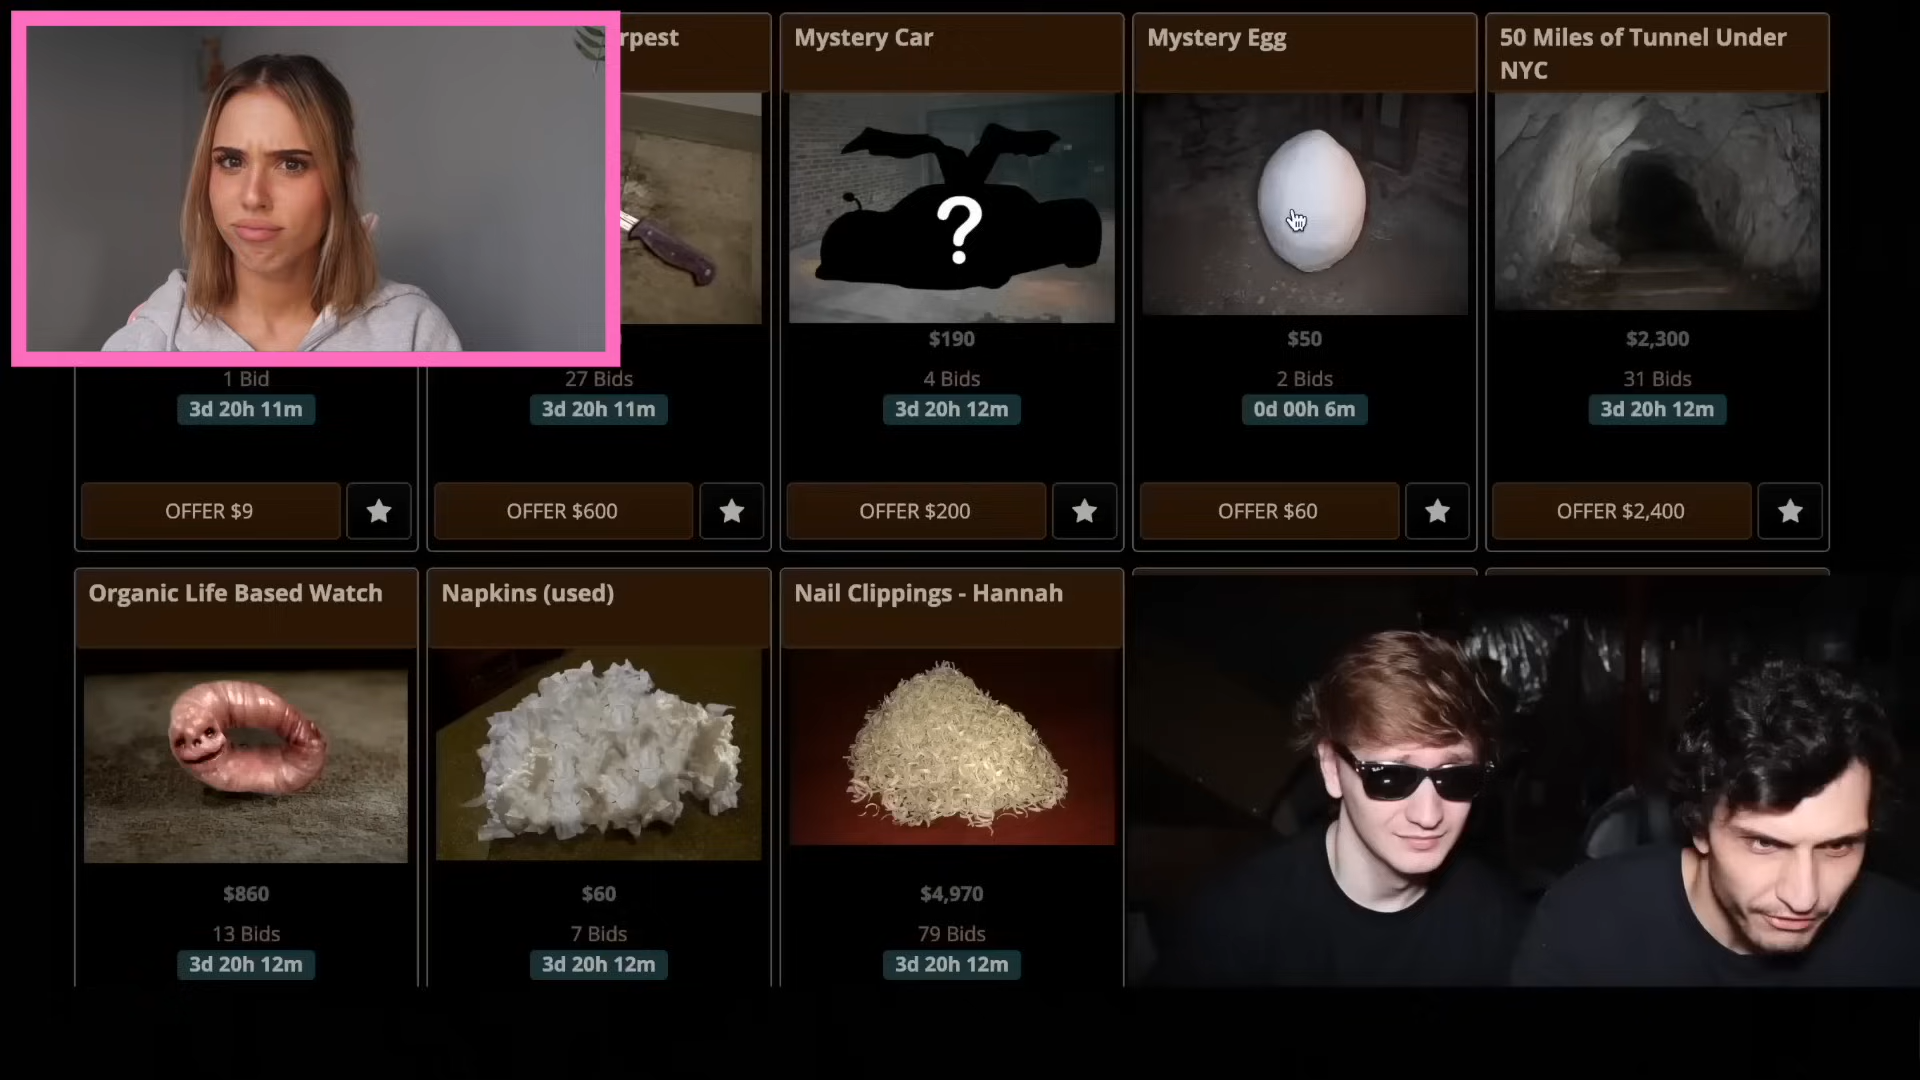 rpest
Mystery Car
Mystery Egg
50 Miles of Tunnel Under
NYC
?
$190
$50
$2,300
1 Bid
27 Bids
4 Bids
2 Bids
31 Bids
3d 20h 11m
3d 20h 11m
3d 20h 12m
0d 00h 6m
3d 20h 12m
OFFER $9
OFFER $600
OFFER $200
OFFER $60
OFFER $2,400
Organic Life Based Watch
Napkins (used)
Nail Clippings - Hannah
$860
$60
$4,970
13 Bids
7 Bids
79 Bids
3d 20h 12m
3d 20h 12m
3d 20h 12m